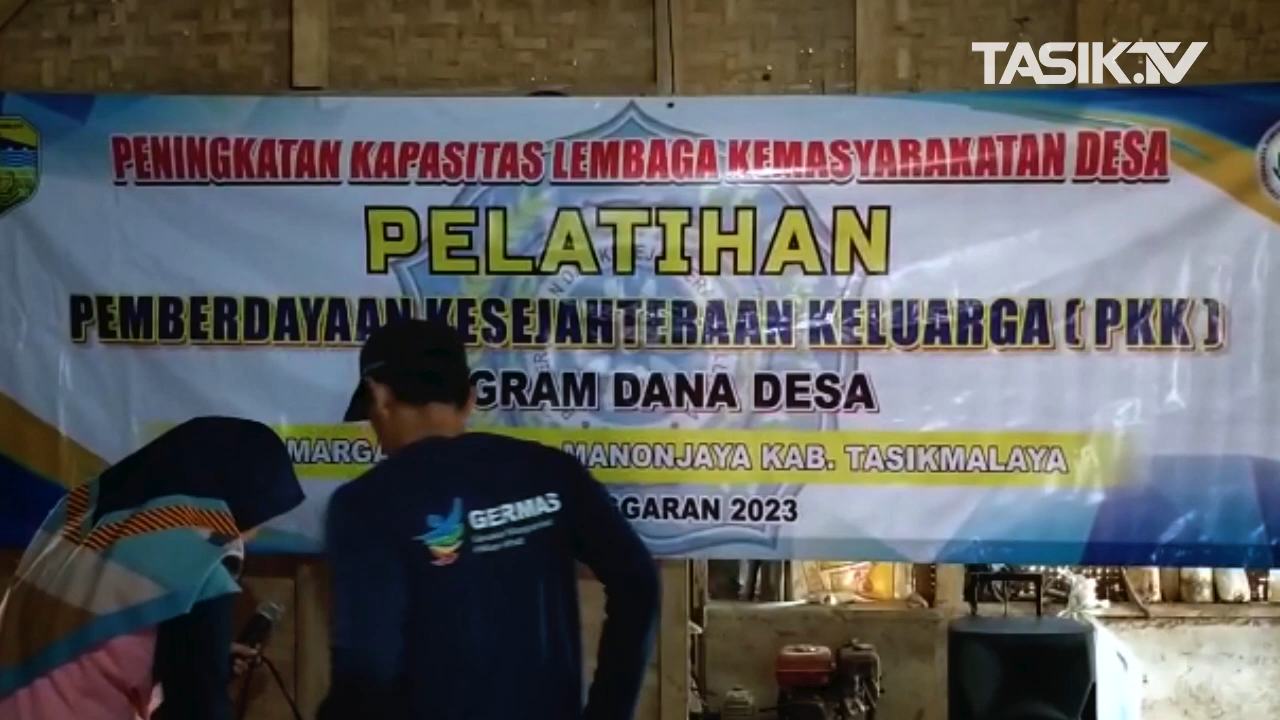 TASIK.TV
PENINGKATAN KAPASITAS LEMBAGA KEMASYARAKATAN DESA
PELATIHAN
PEMBERDAYAAN KESEJAHTERAAN KELUARGA ( PKK )
GRAM DANA DESA
MARGA MANONJAYA KAB. TASIKMALAYA
GGARAN 2023
GERMAS